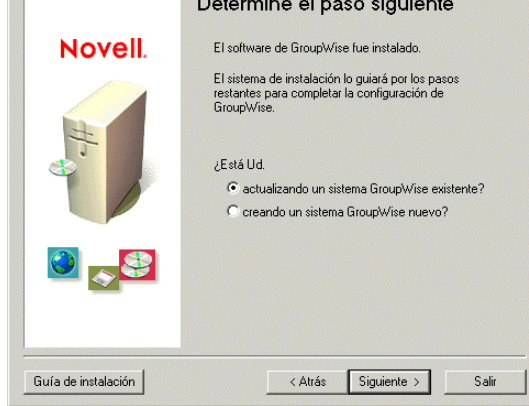 Determine el paso siguiente
Novell.
El software de GroupWise fue instalado.
El sistema de instalación lo guiará por los pasos
restantes para completar la configuración de
GroupWise.
¿Está Ud.
actualizando un sistema GroupWise existente?
creando un sistema GroupWise nuevo?
Guía de instalación
< Atrás
Siguiente >
Salir